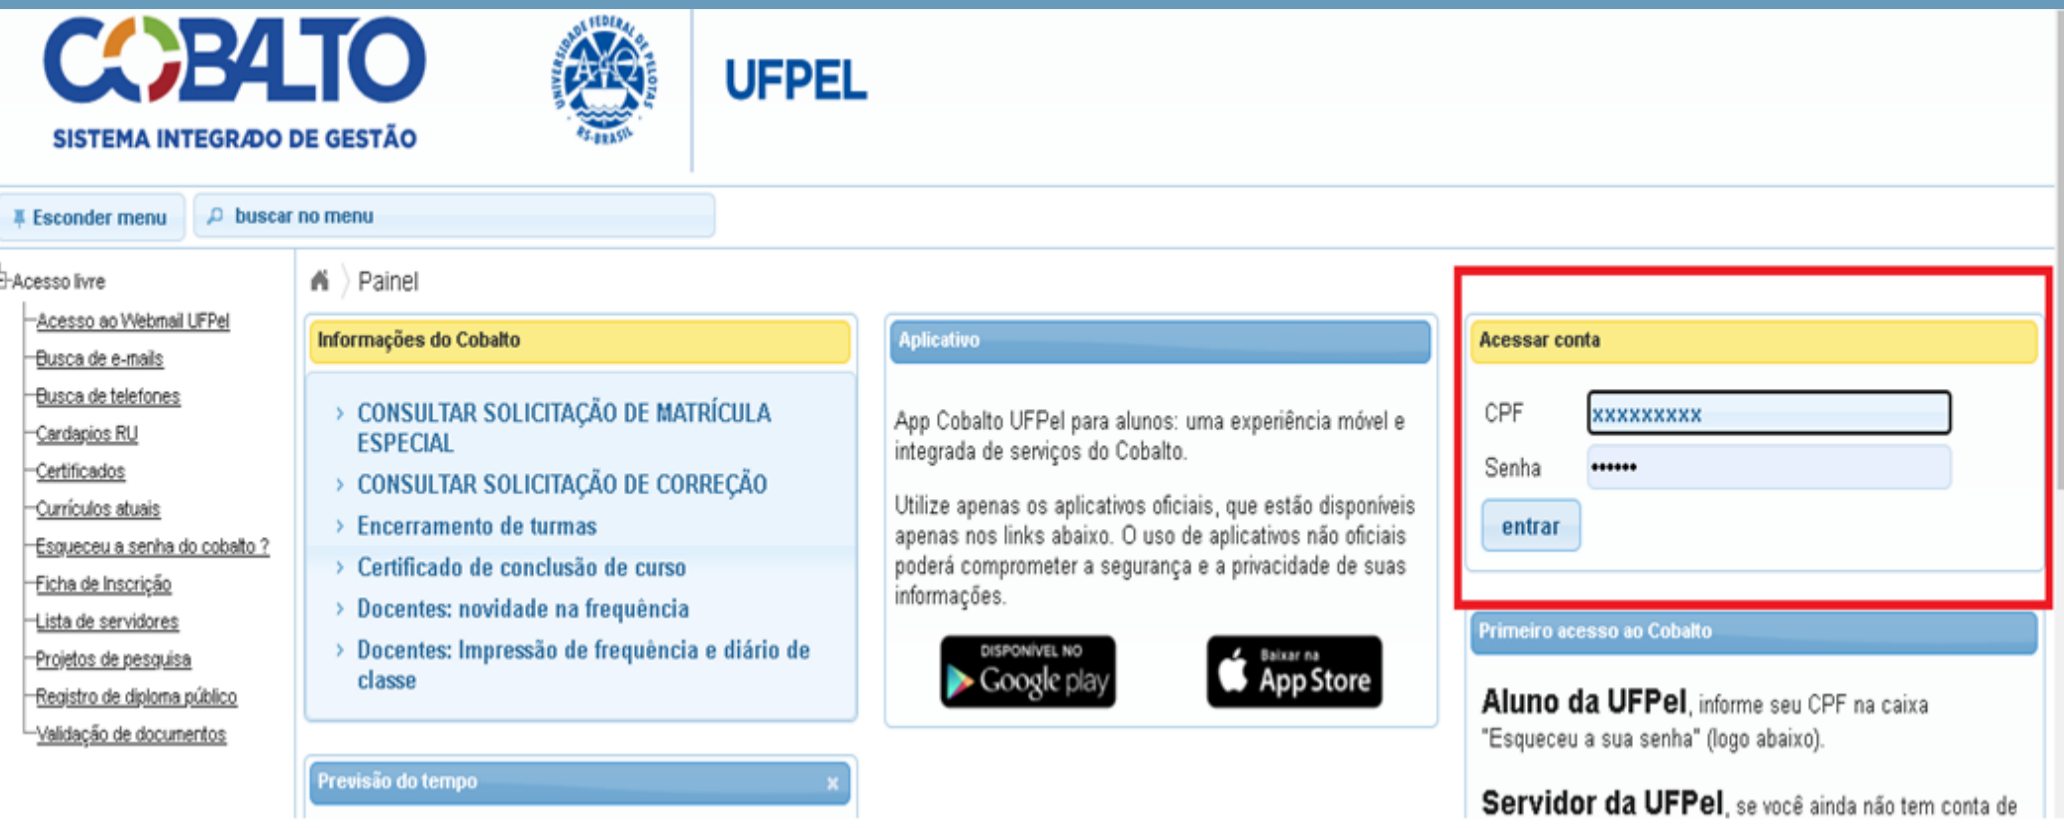 COBALTO
SISTEMA INTEGRADO DE GESTÃO
UNIVERSIDADE FEDERAL DE PELOTAS
RS-BRASIL
UFPEL
Esconder menu
buscar no menu
Acesso livre
Acesso ao Webmail UFPel
Busca de e-mails
Busca de telefones
Cardapios RU
Certificados
Currículos atuais
Esqueceu a senha do cobalto ?
Ficha de Inscrição
Lista de servidores
Projetos de pesquisa
Registro de diploma público
Validação de documentos
Painel
Informações do Cobalto
CONSULTAR SOLICITAÇÃO DE MATRÍCULA
ESPECIAL
CONSULTAR SOLICITAÇÃO DE CORREÇÃO
Encerramento de turmas
Certificado de conclusão de curso
Docentes: novidade na frequência
Docentes: Impressão de frequência e diário de
classe
Previsão do tempo x
Aplicativo
App Cobalto UFPel para alunos: uma experiência móvel e
integrada de serviços do Cobalto.
Utilize apenas os aplicativos oficiais, que estão disponíveis
apenas nos links abaixo. O uso de aplicativos não oficiais
poderá comprometer a segurança e a privacidade de suas
informações.
DISPONÍVEL NO
Google play
Baixar na
App Store
Acessar conta
CPF xxxxxxxxx
Senha ••••••
entrar
Primeiro acesso ao Cobalto
Aluno da UFPel, informe seu CPF na caixa
"Esqueceu a sua senha" (logo abaixo).
Servidor da UFPel, se você ainda não tem conta de